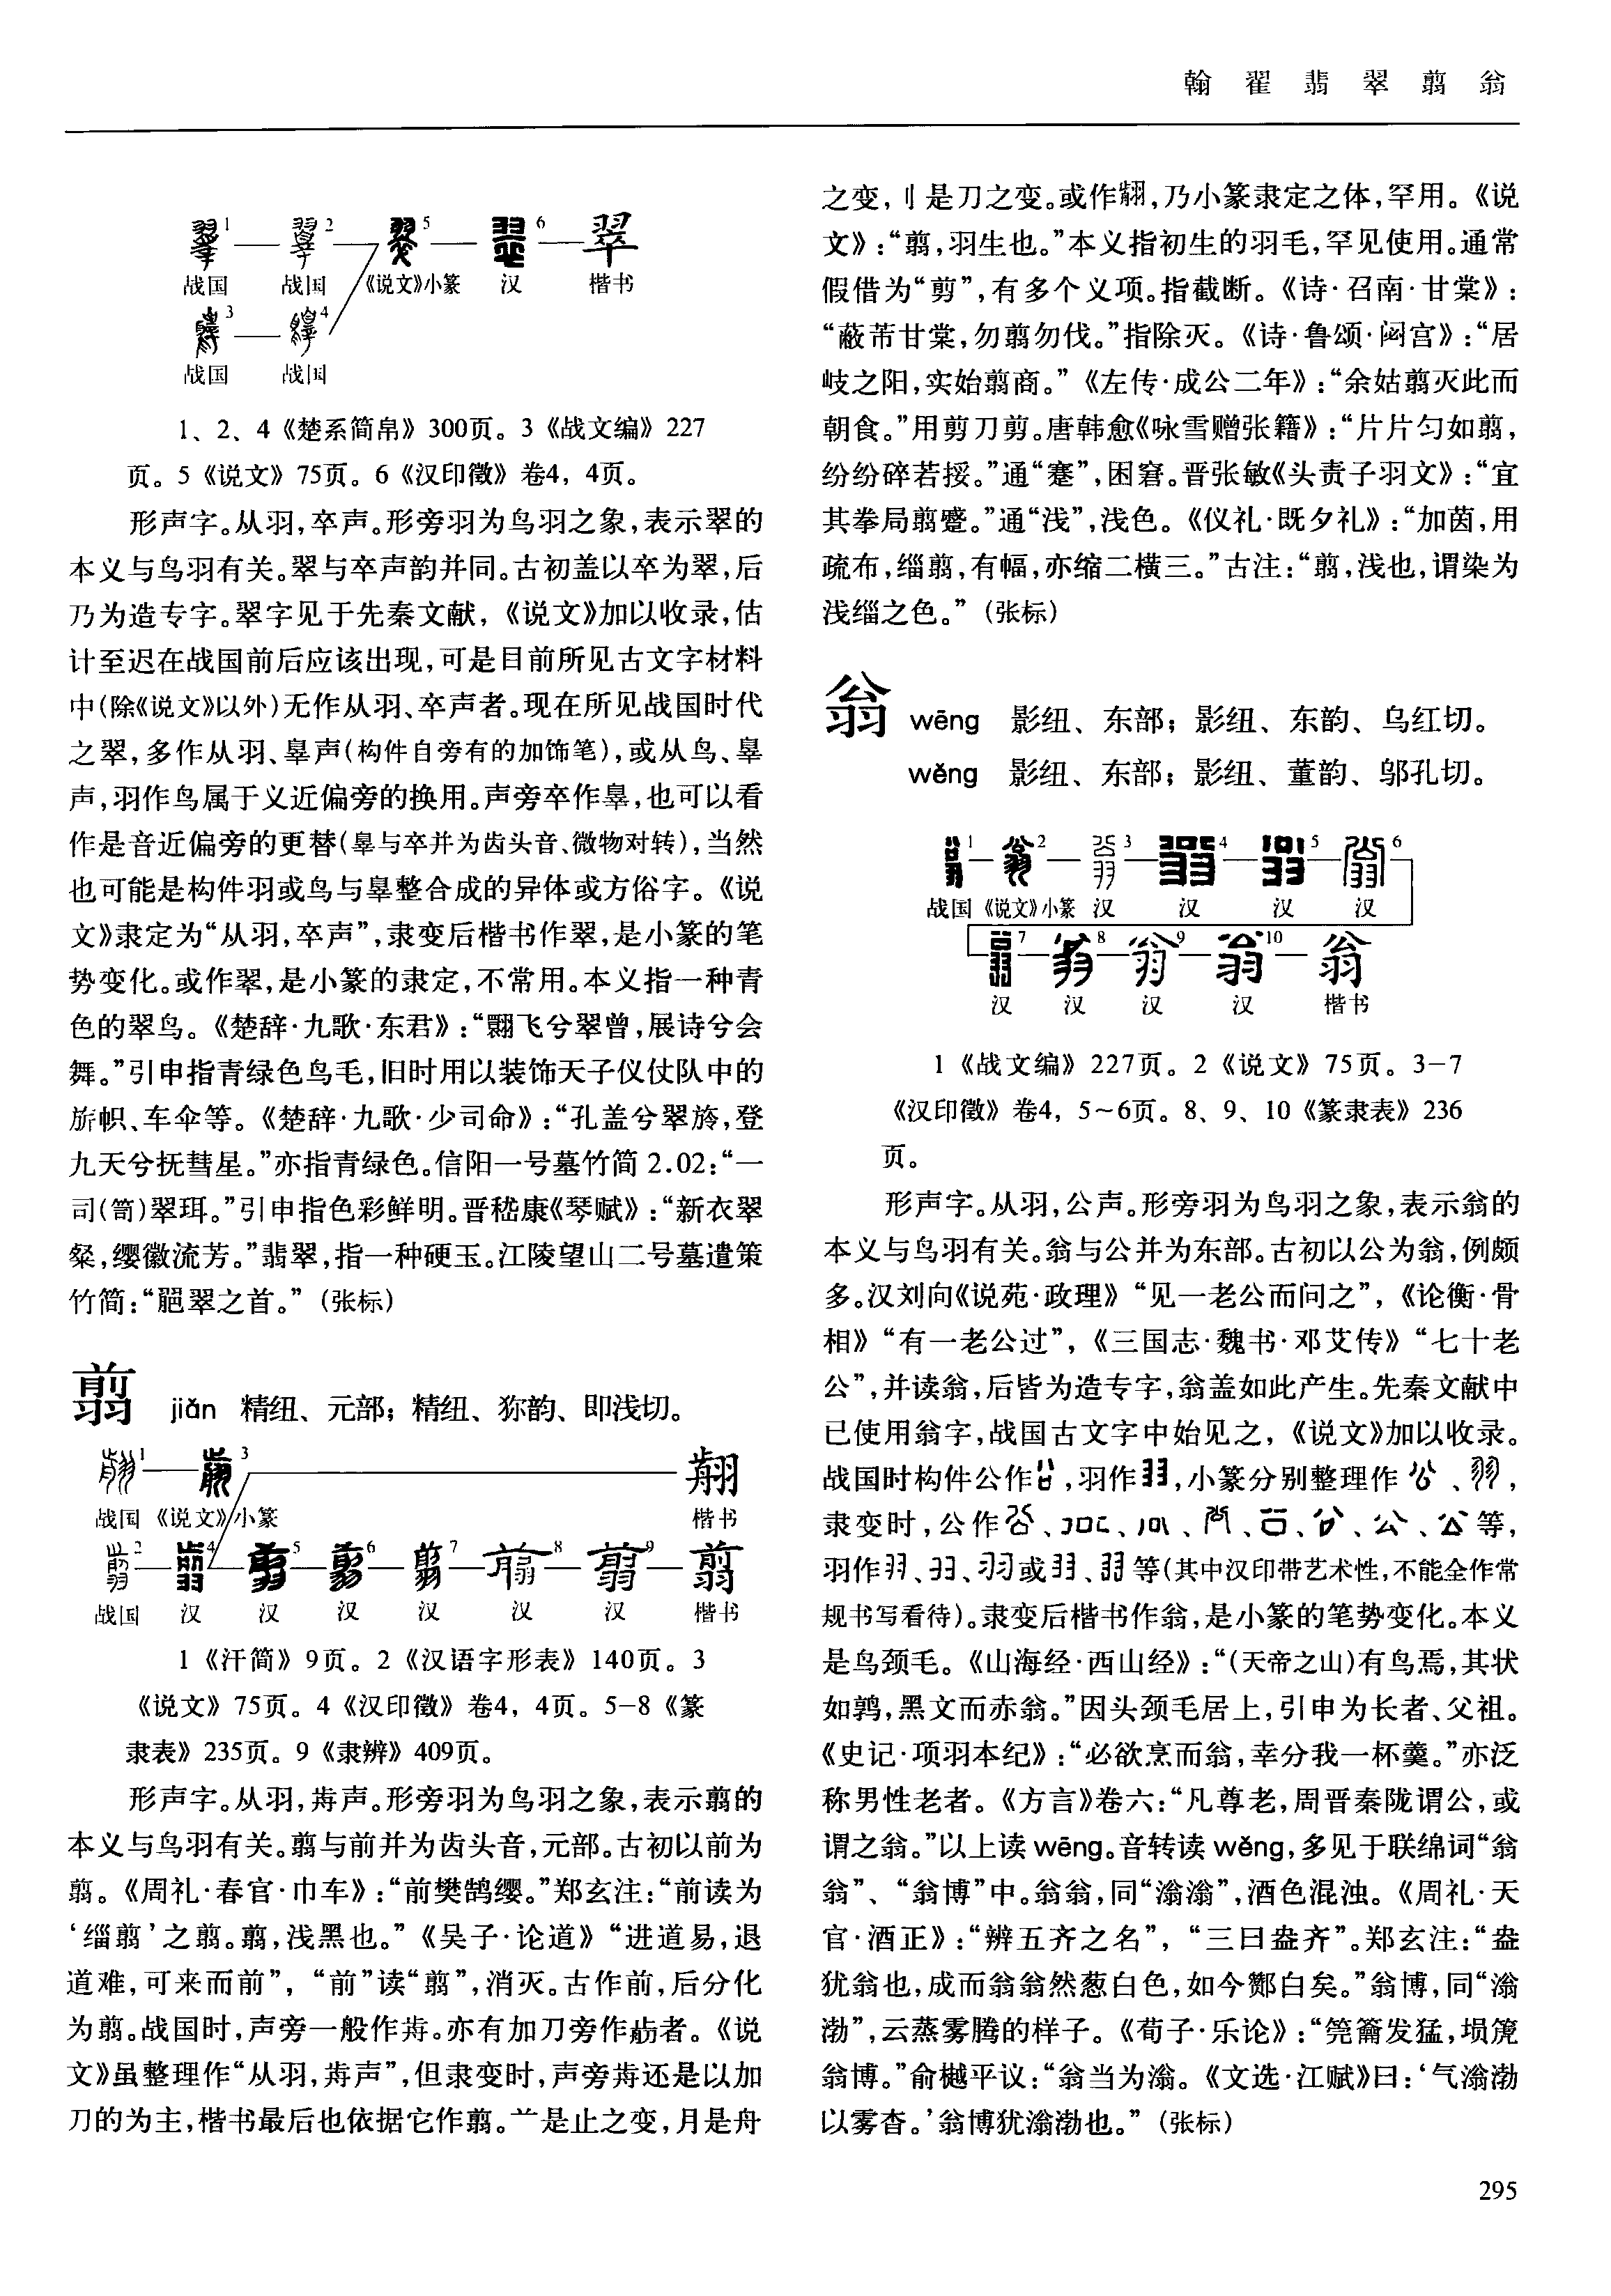 翰 翟 翡 翠 翦 翁
1 2 5 6 翠
战国 战国 《说文》小篆 汉 楷书
3 4
战国 战国
1、2、4《楚系简帛》300页。3《战文编》227
页。5《说文》75页。6《汉印徵》卷4，4页。
形声字。从羽，卒声。形旁羽为鸟羽之象，表示翠的
本义与鸟羽有关。翠与卒声韵并同。古初盖以卒为翠，后
乃为造专字。翠字见于先秦文献，《说文》加以收录，估
计至迟在战国前后应该出现，可是目前所见古文字材料
中(除《说文》以外)无作从羽、卒声者。现在所见战国时代
之翠，多作从羽、辠声(构件自旁有的加饰笔)，或从鸟、辠
声，羽作鸟属于义近偏旁的换用。声旁卒作辠，也可以看
作是音近偏旁的更替(辠与卒并为齿头音、微物对转)，当然
也可能是构件羽或鸟与辠整合成的异体或方俗字。《说
文》隶定为“从羽，卒声”，隶变后楷书作翠，是小篆的笔
势变化。或作翠，是小篆的隶定，不常用。本义指一种青
色的翠鸟。《楚辞·九歌·东君》：“翾飞兮翠曾，展诗兮会
舞。”引申指青绿色鸟毛，旧时用以装饰天子仪仗队中的
旂帜、车伞等。《楚辞·九歌·少司命》：“孔盖兮翠旍，登
九天兮抚彗星。”亦指青绿色。信阳一号墓竹简2.02：“一
司(笥)翠珥。”引申指色彩鲜明。晋嵇康《琴赋》：“新衣翠
粲，缨徽流芳。”翡翠，指一种硬玉。江陵望山二号墓遣策
竹简：“翠之首。”(张标)
翦 jiǎn 精纽、元部；精纽、狝韵、即浅切。
1 3
战国 《说文》小篆 楷书
2 4 5 6 7 8 9 翦
战国 汉 汉 汉 汉 汉 汉 楷书
1《汗简》9页。2《汉语字形表》140页。3
《说文》75页。4《汉印徵》卷4，4页。5-8《篆
隶表》235页。9《隶辨》409页。
形声字。从羽，歬声。形旁羽为鸟羽之象，表示翦的
本义与鸟羽有关。翦与前并为齿头音，元部。古初以前为
翦。《周礼·春官·巾车》：“前樊鹄缨。”郑玄注：“前读为
‘缁翦’之翦。翦，浅黑也。”《吴子·论道》“进道易，退
道难，可来而前”，“前”读“翦”，消灭。古作前，后分化
为翦。战国时，声旁一般作歬。亦有加刀旁作者。《说
文》虽整理作“从羽，歬声”，但隶变时，声旁歬还是以加
刀的为主，楷书最后也依据它作翦。䒑是止之变，月是舟
之变，刂是刀之变。或作，乃小篆隶定之体，罕用。《说
文》：“翦，羽生也。”本义指初生的羽毛，罕见使用。通常
假借为“剪”，有多个义项。指截断。《诗·召南·甘棠》：
“蔽芾甘棠，勿翦勿伐。”指除灭。《诗·鲁颂·閟宫》：“居
岐之阳，实始翦商。”《左传·成公二年》：“余姑翦灭此而
朝食。”用剪刀剪。唐韩愈《咏雪赠张籍》：“片片匀如翦，
纷纷碎若挼。”通“蹇”，困窘。晋张敏《头责子羽文》：“宜
其拳局翦蹙。”通“浅”，浅色。《仪礼·既夕礼》：“加茵，用
疏布，缁翦，有幅，亦缩二横三。”古注：“翦，浅也，谓染为
浅缁之色。”(张标)
翁 wēng 影纽、东部；影纽、东韵、乌红切。
wěng 影纽、东部；影纽、董韵、邬孔切。
1 2 3 4 5 6
战国 《说文》小篆 汉 汉 汉 汉
7 8 9 10 翁
汉 汉 汉 汉 楷书
1《战文编》227页。2《说文》75页。3-7
《汉印徵》卷4，5~6页。8、9、10《篆隶表》236
页。
形声字。从羽，公声。形旁羽为鸟羽之象，表示翁的
本义与鸟羽有关。翁与公并为东部。古初以公为翁，例颇
多。汉刘向《说苑·政理》“见一老公而问之”，《论衡·骨
相》“有一老公过”，《三国志·魏书·邓艾传》“七十老
公”，并读翁，后皆为造专字，翁盖如此产生。先秦文献中
已使用翁字，战国古文字中始见之，《说文》加以收录。
战国时构件公作，羽作，小篆分别整理作、，
隶变时，公作、、、、、、、等，
羽作、、或、等(其中汉印带艺术性，不能全作常
规书写看待)。隶变后楷书作翁，是小篆的笔势变化。本义
是鸟颈毛。《山海经·西山经》：“(天帝之山)有鸟焉，其状
如鹑，黑文而赤翁。”因头颈毛居上，引申为长者、父祖。
《史记·项羽本纪》：“必欲烹而翁，幸分我一杯羹。”亦泛
称男性老者。《方言》卷六：“凡尊老，周晋秦陇谓公，或
谓之翁。”以上读wēng。音转读wěng，多见于联绵词“翁
翁”、“翁博”中。翁翁，同“滃滃”，酒色混浊。《周礼·天
官·酒正》：“辨五齐之名”，“三曰盎齐”。郑玄注：“盎
犹翁也，成而翁翁然葱白色，如今酂白矣。”翁博，同“滃
渤”，云蒸雾腾的样子。《荀子·乐论》：“筦籥发猛，埙箎
翁博。”俞樾平议：“翁当为滃。《文选·江赋》曰：‘气滃渤
以雾杳。’翁博犹滃渤也。”(张标)
295